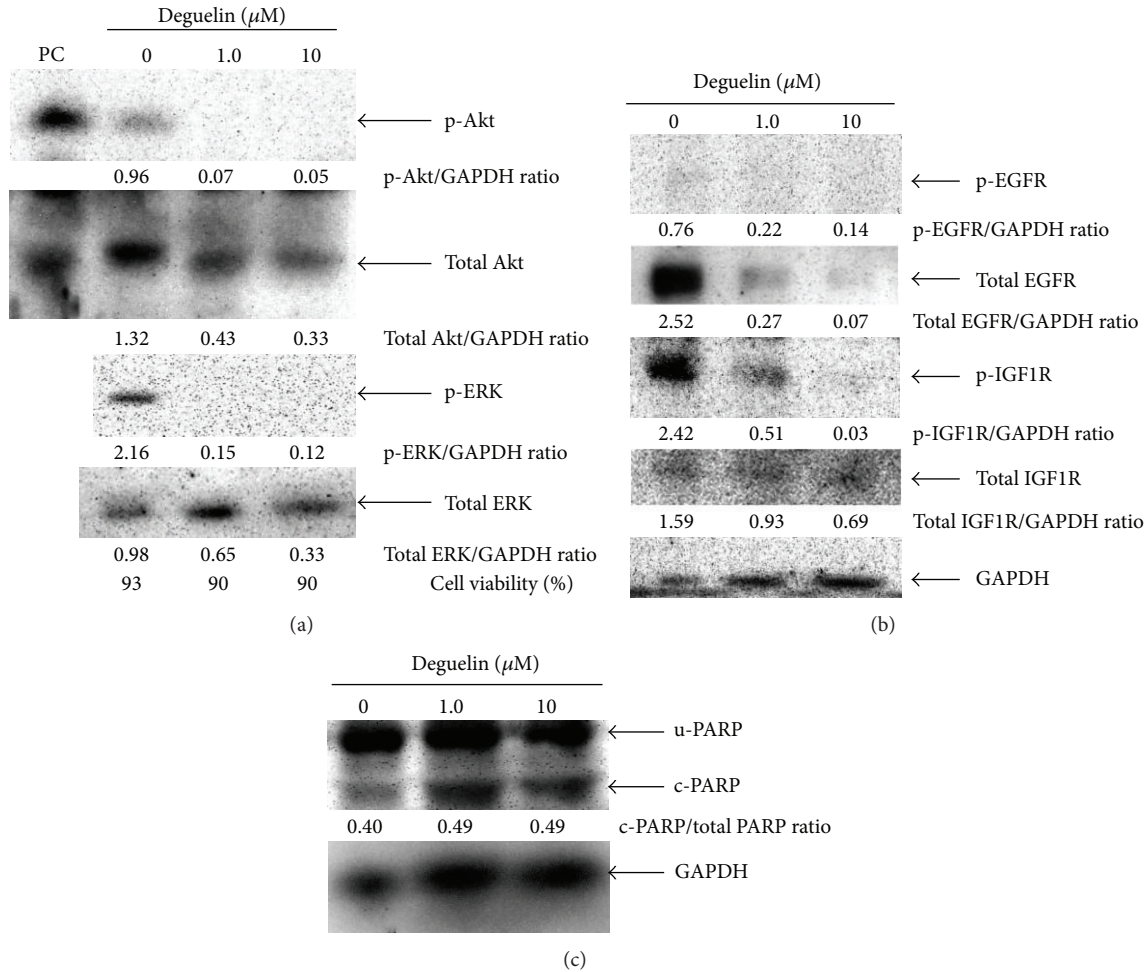 Deguelin (μM)
PC 0 1.0 10
p-Akt
0.96 0.07 0.05 p-Akt/GAPDH ratio
Total Akt
1.32 0.43 0.33 Total Akt/GAPDH ratio
p-ERK
2.16 0.15 0.12 p-ERK/GAPDH ratio
Total ERK
0.98 0.65 0.33 Total ERK/GAPDH ratio
93 90 90 Cell viability (%)
(a)
Deguelin (μM)
0 1.0 10
p-EGFR
0.76 0.22 0.14 p-EGFR/GAPDH ratio
Total EGFR
2.52 0.27 0.07 Total EGFR/GAPDH ratio
p-IGF1R
2.42 0.51 0.03 p-IGF1R/GAPDH ratio
Total IGF1R
1.59 0.93 0.69 Total IGF1R/GAPDH ratio
GAPDH
(b)
Deguelin (μM)
0 1.0 10
u-PARP
c-PARP
0.40 0.49 0.49 c-PARP/total PARP ratio
GAPDH
(c)